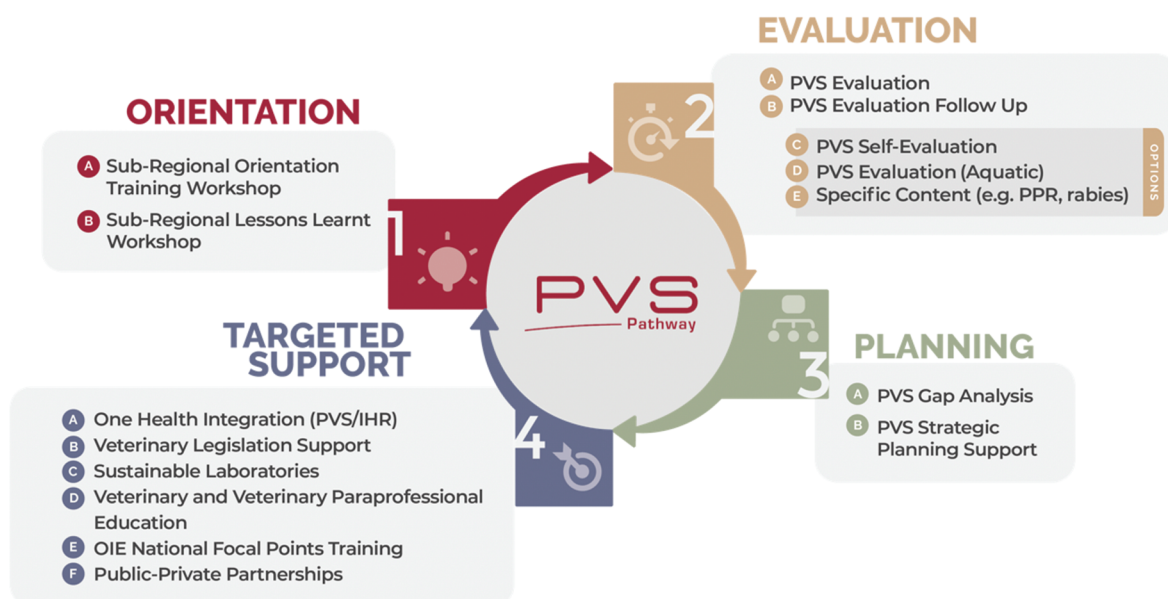 ORIENTATION
A Sub-Regional Orientation
Training Workshop
B Sub-Regional Lessons Learnt
Workshop
1
EVALUATION
A PVS Evaluation
B PVS Evaluation Follow Up
C PVS Self-Evaluation
D PVS Evaluation (Aquatic)
E Specific Content (e.g. PPR, rabies)
OPTIONS
2
PVS
Pathway
PLANNING
A PVS Gap Analysis
B PVS Strategic
Planning Support
3
TARGETED
SUPPORT
A One Health Integration (PVS/IHR)
B Veterinary Legislation Support
C Sustainable Laboratories
D Veterinary and Veterinary Paraprofessional
Education
E OIE National Focal Points Training
F Public-Private Partnerships
4